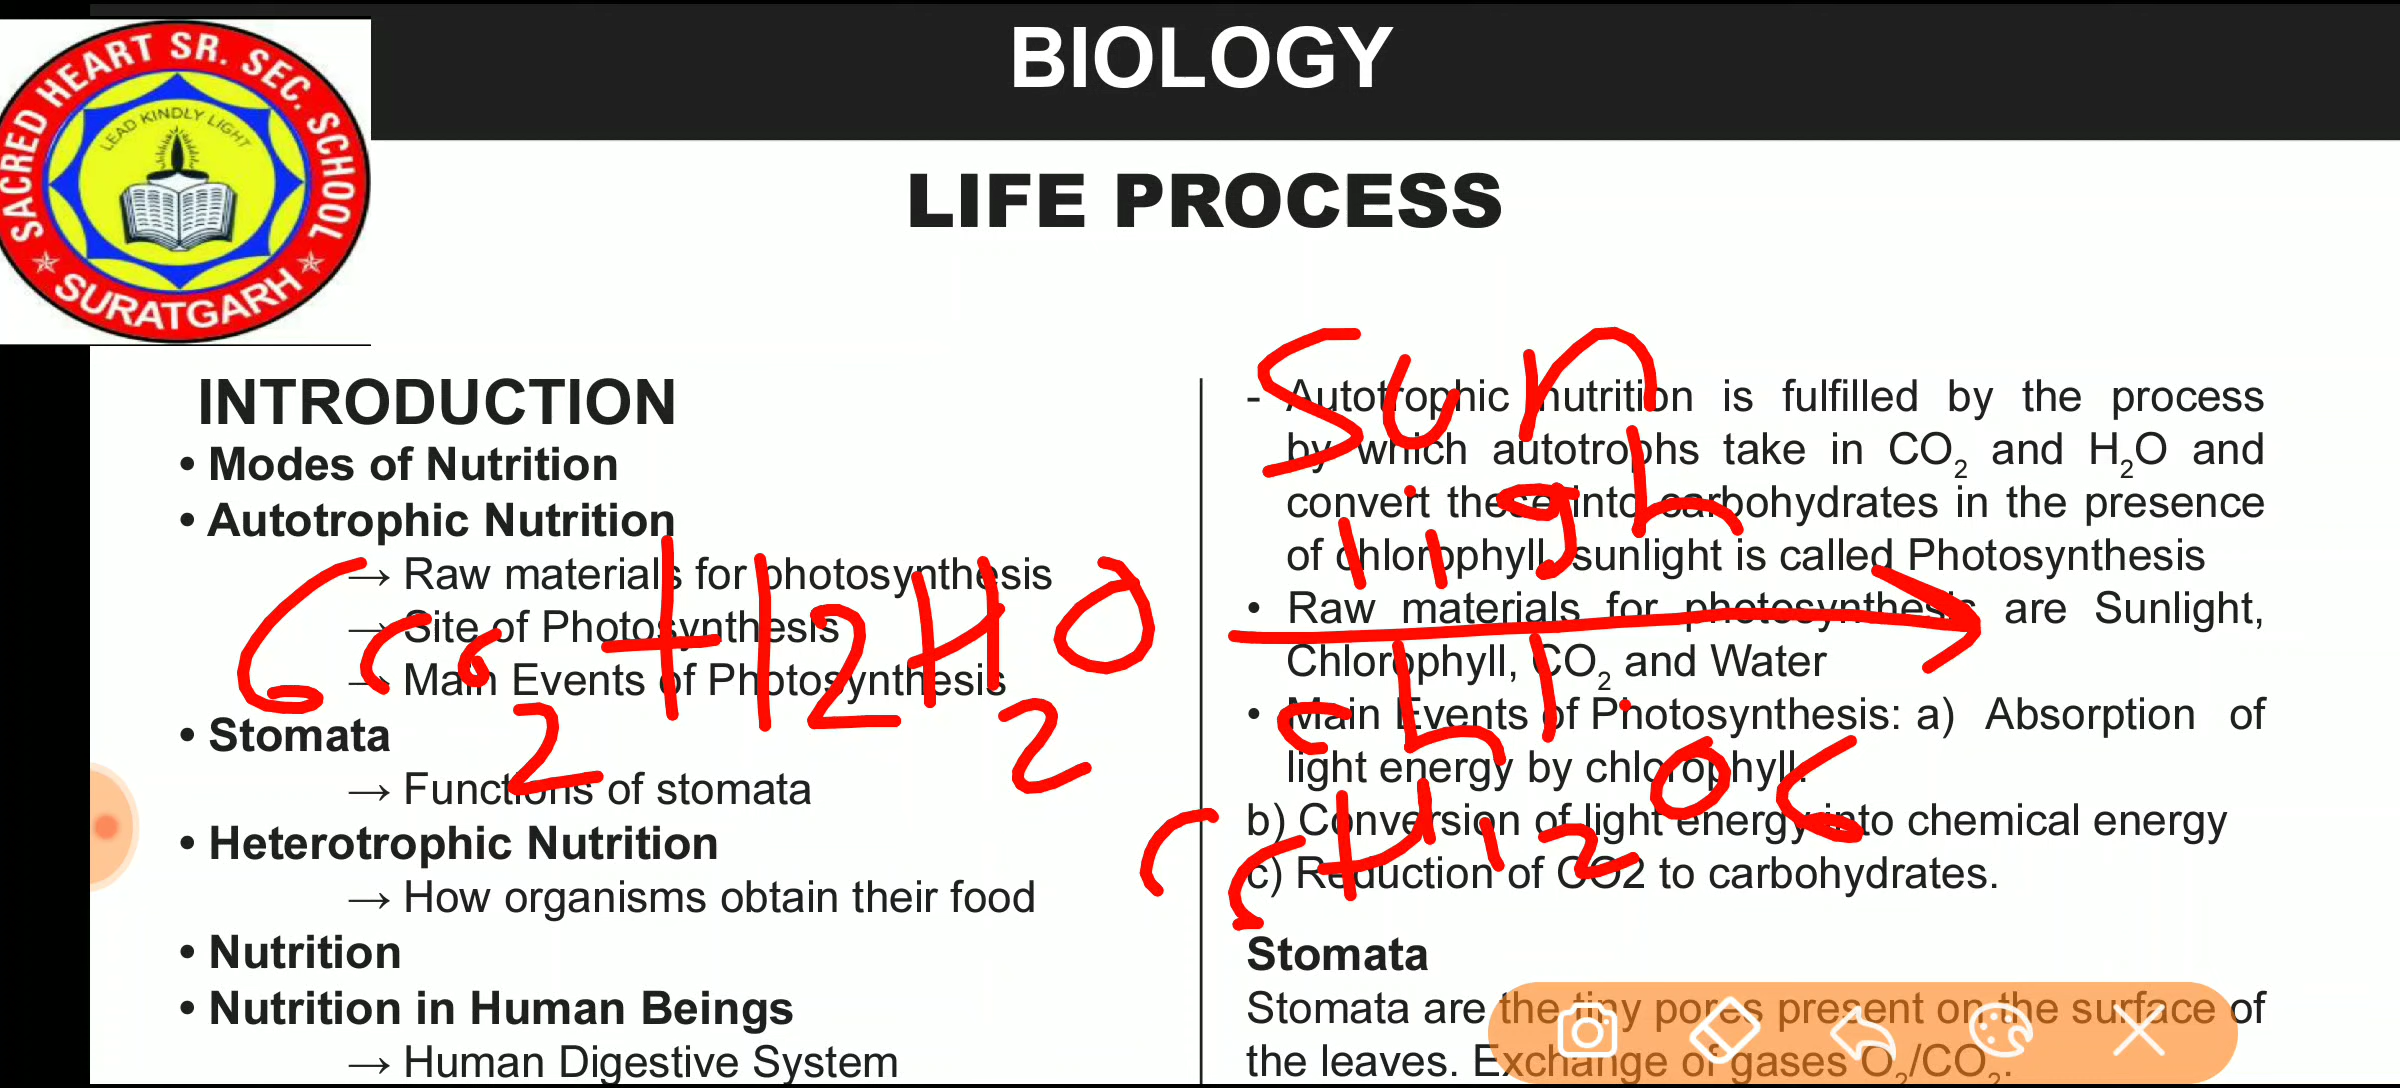 BIOLOGY
SACRED HEART SR. SEC. SCHOOL
LEAD KINDLY LIGHT
SURATGARH
LIFE PROCESS
INTRODUCTION
• Modes of Nutrition
• Autotrophic Nutrition
→ Raw materials for photosynthesis
→ Site of Photosynthesis
→ Main Events of Photosynthesis
• Stomata
→ Functions of stomata
• Heterotrophic Nutrition
→ How organisms obtain their food
• Nutrition
• Nutrition in Human Beings
→ Human Digestive System
6CO2+12H2O
Sun
ligh
chl
C6H12O6
- Autotrophic nutrition is fulfilled by the process
by which autotrophs take in CO2 and H2O and
convert these into carbohydrates in the presence
of chlorophyll, sunlight is called Photosynthesis
• Raw materials for photosynthesis are Sunlight,
Chlorophyll, CO2 and Water
• Main Events of Photosynthesis: a) Absorption of
light energy by chlorophyll.
b) Conversion of light energy into chemical energy
c) Reduction of CO2 to carbohydrates.
Stomata
Stomata are the tiny pores present on the surface of
the leaves. Exchange of gases O2/CO2.